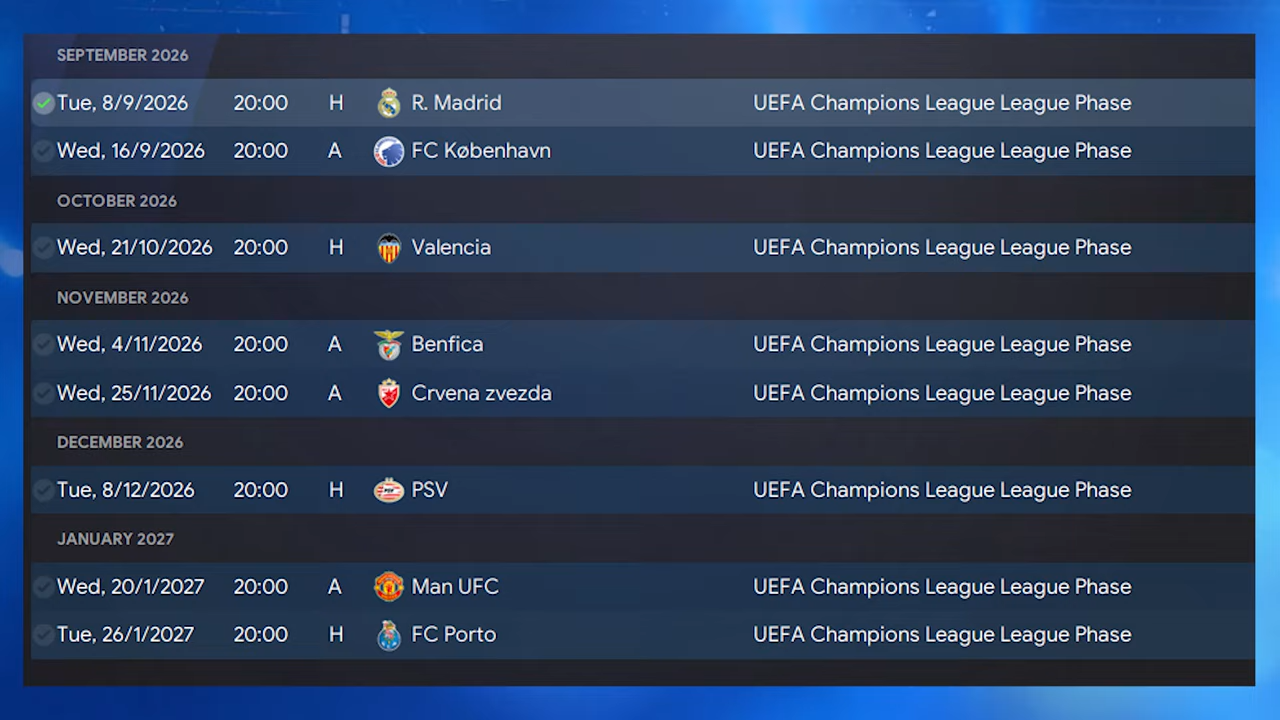 SEPTEMBER 2026
Tue, 8/9/2026 20:00 H R. Madrid UEFA Champions League League Phase
Wed, 16/9/2026 20:00 A FC København UEFA Champions League League Phase
OCTOBER 2026
Wed, 21/10/2026 20:00 H Valencia UEFA Champions League League Phase
NOVEMBER 2026
Wed, 4/11/2026 20:00 A Benfica UEFA Champions League League Phase
Wed, 25/11/2026 20:00 A Crvena zvezda UEFA Champions League League Phase
DECEMBER 2026
Tue, 8/12/2026 20:00 H PSV UEFA Champions League League Phase
JANUARY 2027
Wed, 20/1/2027 20:00 A Man UFC UEFA Champions League League Phase
Tue, 26/1/2027 20:00 H FC Porto UEFA Champions League League Phase